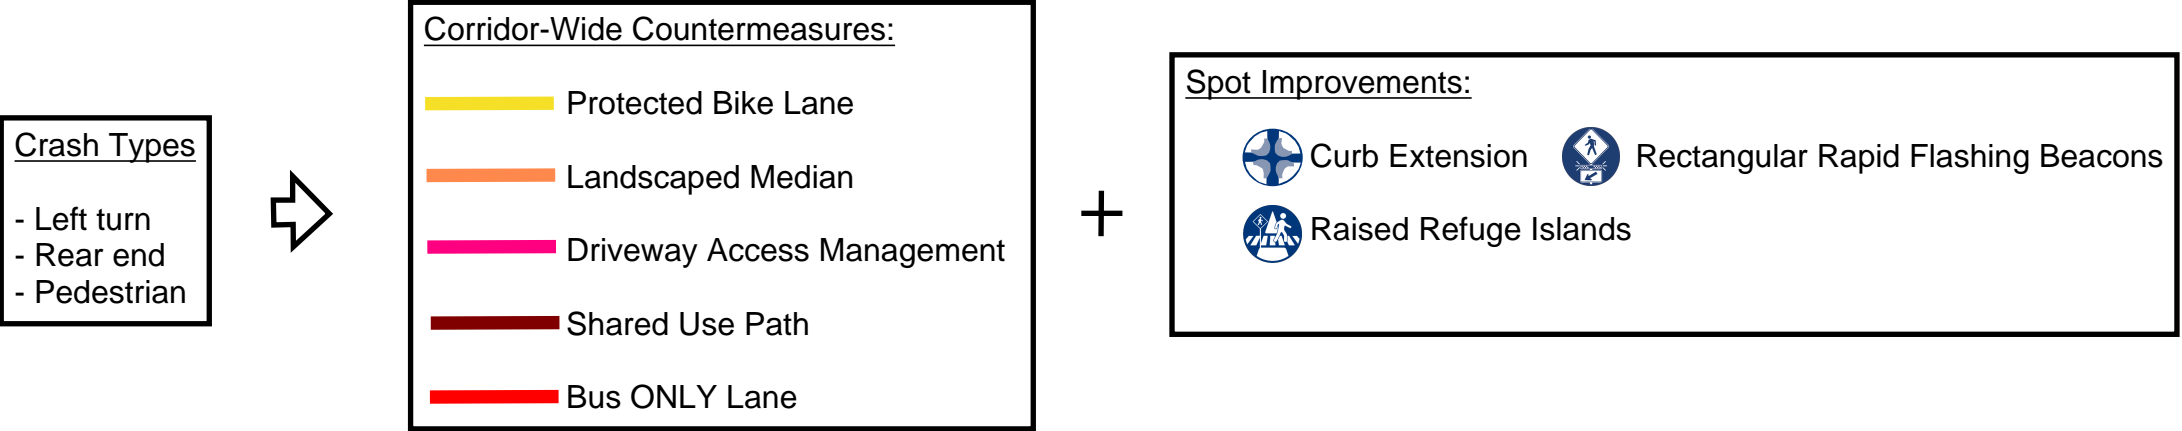 Crash Types
- Left turn
- Rear end
- Pedestrian
Corridor-Wide Countermeasures:
Protected Bike Lane
Landscaped Median
Driveway Access Management
Shared Use Path
Bus ONLY Lane
+
Spot Improvements:
Curb Extension
Rectangular Rapid Flashing Beacons
Raised Refuge Islands